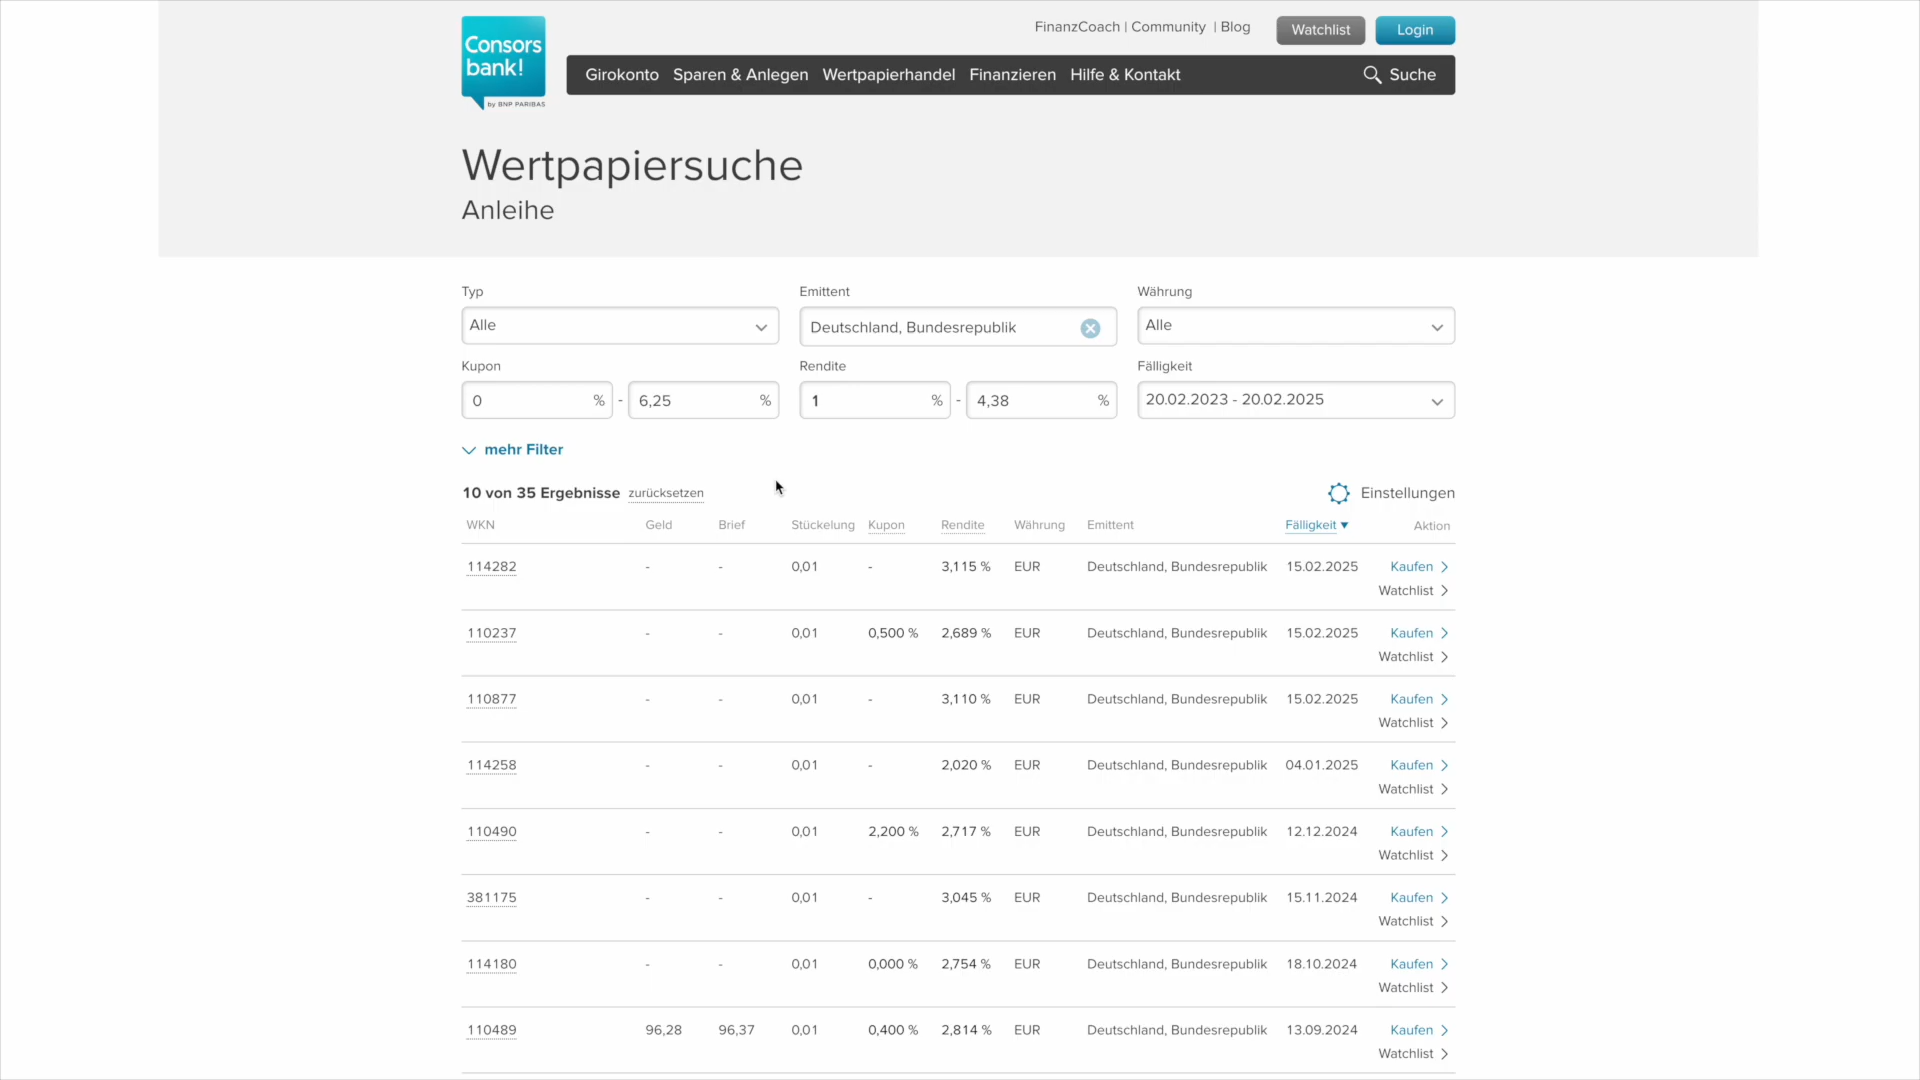 FinanzCoach | Community | Blog
Watchlist
Login
Consors
bank!
by BNP PARIBAS
Girokonto Sparen & Anlegen Wertpapierhandel Finanzieren Hilfe & Kontakt Suche
Wertpapiersuche
Anleihe
Typ Emittent Währung
Alle Deutschland, Bundesrepublik Alle
Kupon Rendite Fälligkeit
0 % - 6,25 % 1 % - 4,38 % 20.02.2023 - 20.02.2025
mehr Filter
10 von 35 Ergebnisse zurücksetzen Einstellungen
WKN Geld Brief Stückelung Kupon Rendite Währung Emittent Fälligkeit ▼ Aktion
114282 - - 0,01 - 3,115 % EUR Deutschland, Bundesrepublik 15.02.2025 Kaufen
Watchlist
110237 - - 0,01 0,500 % 2,689 % EUR Deutschland, Bundesrepublik 15.02.2025 Kaufen
Watchlist
110877 - - 0,01 - 3,110 % EUR Deutschland, Bundesrepublik 15.02.2025 Kaufen
Watchlist
114258 - - 0,01 - 2,020 % EUR Deutschland, Bundesrepublik 04.01.2025 Kaufen
Watchlist
110490 - - 0,01 2,200 % 2,717 % EUR Deutschland, Bundesrepublik 12.12.2024 Kaufen
Watchlist
381175 - - 0,01 - 3,045 % EUR Deutschland, Bundesrepublik 15.11.2024 Kaufen
Watchlist
114180 - - 0,01 0,000 % 2,754 % EUR Deutschland, Bundesrepublik 18.10.2024 Kaufen
Watchlist
110489 96,28 96,37 0,01 0,400 % 2,814 % EUR Deutschland, Bundesrepublik 13.09.2024 Kaufen
Watchlist